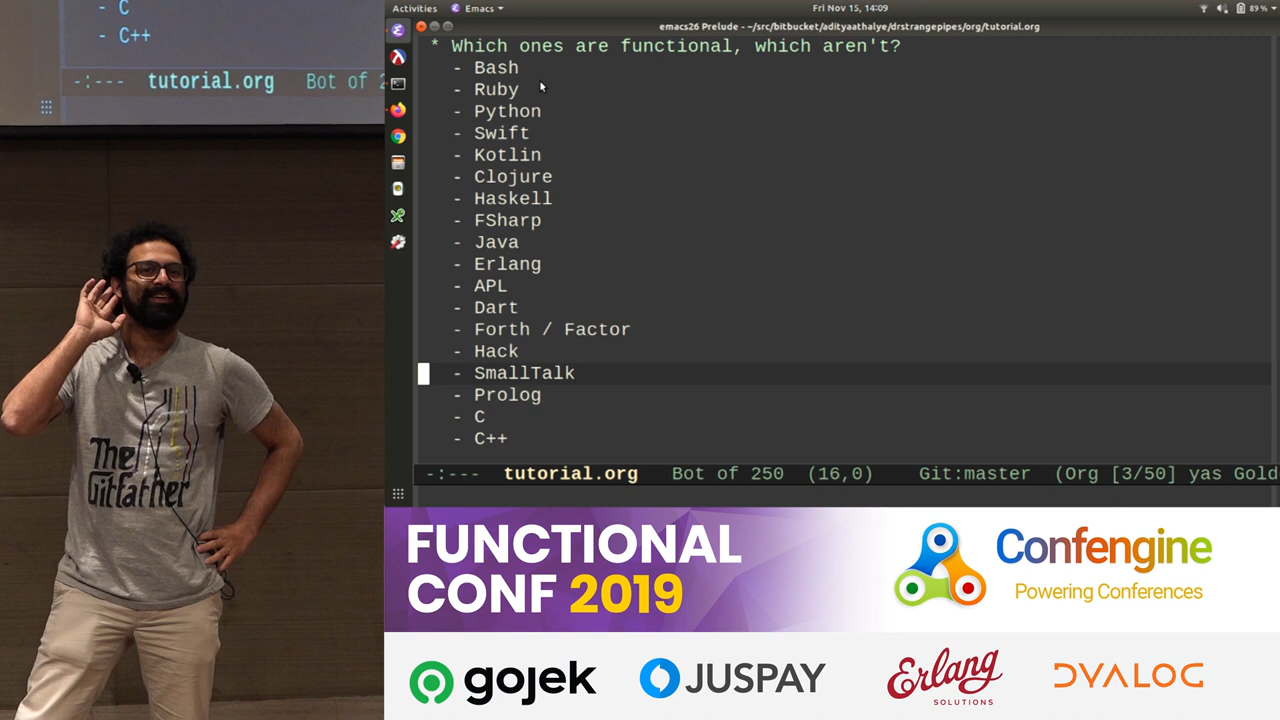 - C
- C++
-:--- tutorial.org Bot of 2
Activities Emacs Fri Nov 15, 14:09 89 %
emacs26 Prelude - ~/src/bitbucket/adityaathalye/drstrangepipes/org/tutorial.org
* Which ones are functional, which aren't?
- Bash
- Ruby
- Python
- Swift
- Kotlin
- Clojure
- Haskell
- FSharp
- Java
- Erlang
- APL
- Dart
- Forth / Factor
- Hack
- SmallTalk
- Prolog
- C
- C++
-:--- tutorial.org Bot of 250 (16,0) Git:master (Org [3/50] yas Gold
The
Gitfather
FUNCTIONAL
CONF 2019
Confengine
Powering Conferences
gojek
JUSPAY
Erlang
SOLUTIONS
DYALOG